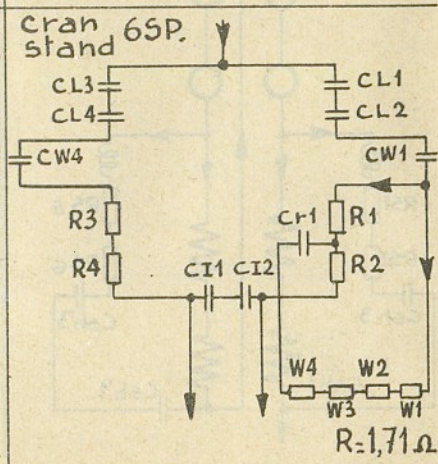 cran 6SP.
stand
CL3
CL4
CL1
CL2
CW4
CW1
R3
R4
Cr1
R1
R2
CI1
CI2
W4
W3
W2
W1
R=1,71Ω